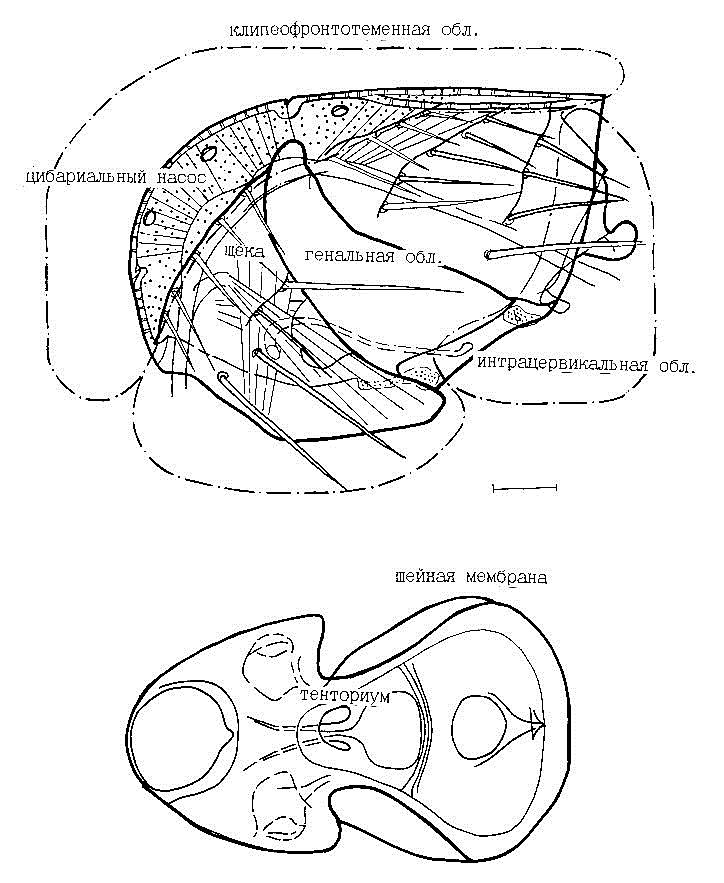 клипеофронтотеменная обл.
цибариальный насос
щека
генальная обл.
интрацервикальная обл.
шейная мембрана
тенториум